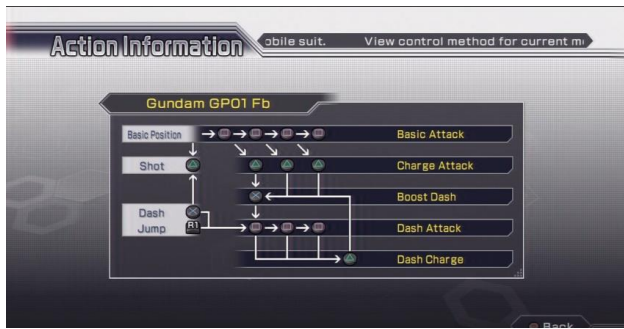 Action Information
obile suit. View control method for current m
Gundam GP01 Fb
Basic Position
Basic Attack
Shot
Charge Attack
Boost Dash
Dash
Jump
R1
Dash Attack
Dash Charge
Back